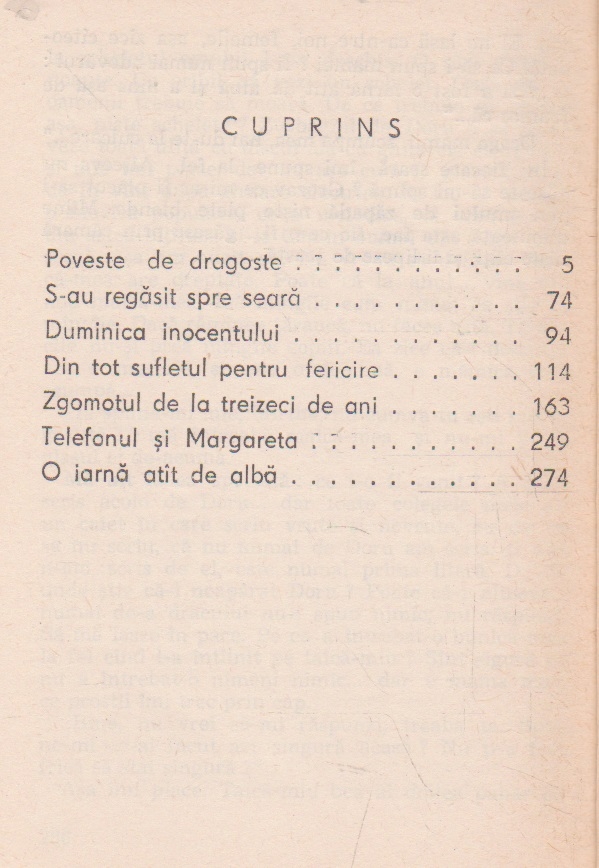 CUPRINS
Poveste de dragoste . . . . . . . . . . . . 5
S-au regăsit spre seară . . . . . . . . . . . 74
Duminica inocentului . . . . . . . . . . . . 94
Din tot sufletul pentru fericire . . . . . . . 114
Zgomotul de la treizeci de ani . . . . . . . 163
Telefonul și Margareta . . . . . . . . . . . 249
O iarnă atît de albă . . . . . . . . . . . . 274